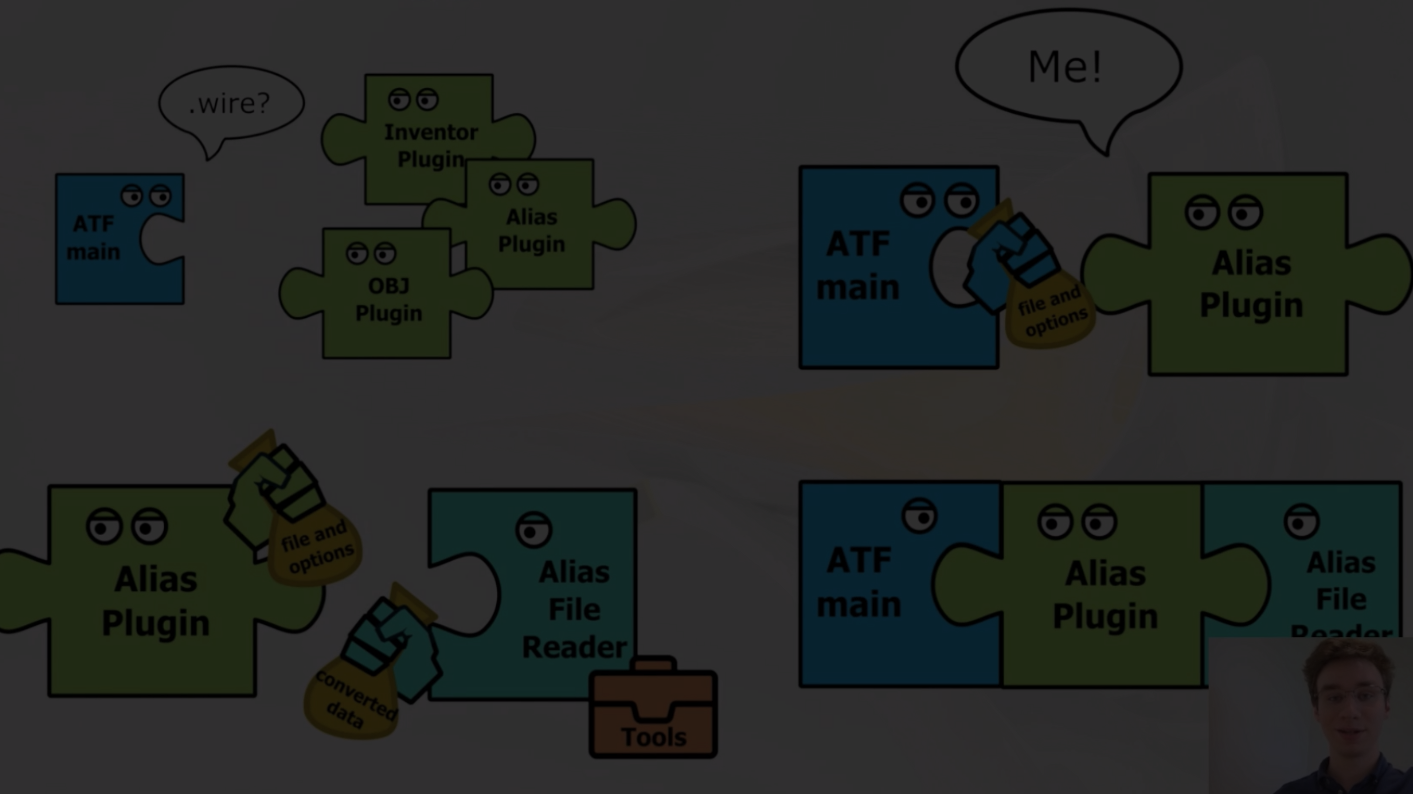 .wire?
Inventor
Plugin
ATF
main
Alias
Plugin
OBJ
Plugin
Me!
ATF
main
file and
options
Alias
Plugin
Alias
Plugin
file and
options
converted
data
Alias
File
Reader
Tools
ATF
main
Alias
Plugin
Alias
File
Reader